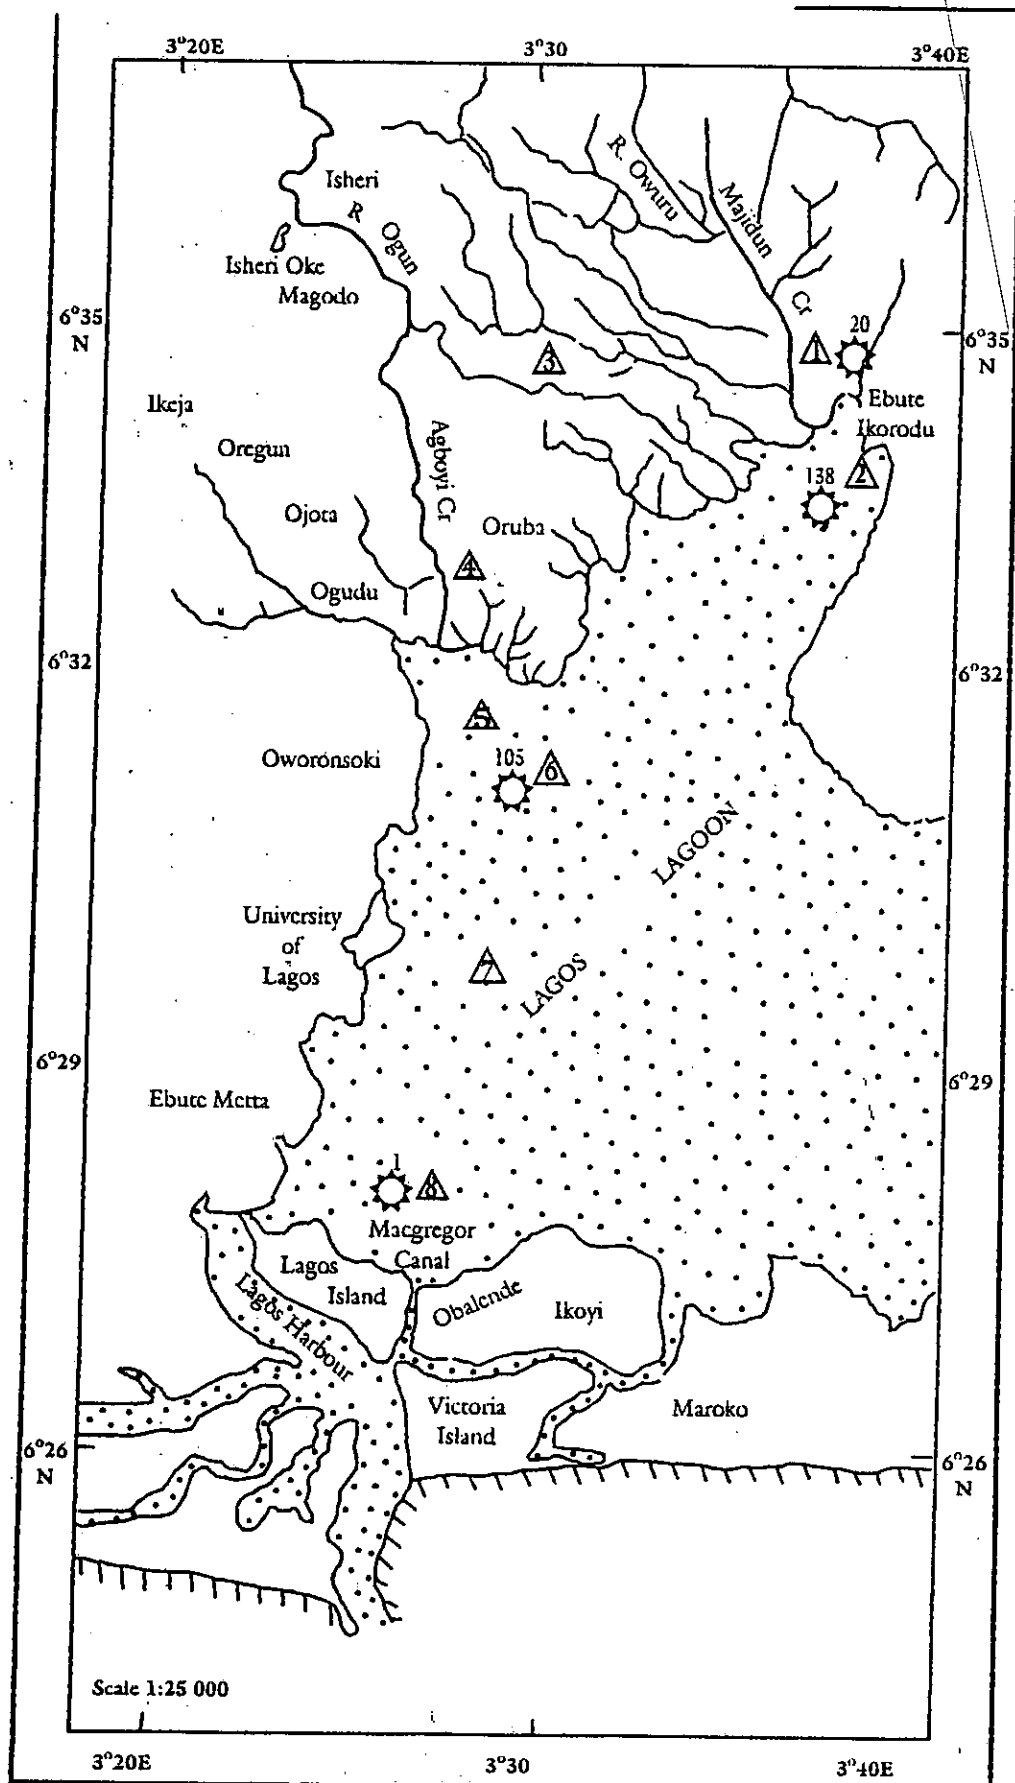 3°20E
3°30
3°40E
Isheri
R
Ogun
R. Owuru
Majidun
Cr
Isheri Oke
Magodo
6°35
N
20
1
6°35
N
3
Ikeja
Ebute
Ikorodu
Oregun
Agboyi Cr
138
2
Ojota
Oruba
4
Ogudu
6°32
6°32
5
Oworonsoki
105
6
LAGOON
University
of
Lagos
7
LAGOS
6°29
6°29
Ebute Metta
1
8
Macgregor
Canal
Lagos
Island
Lagos Harbour
Obalende
Ikoyi
Victoria
Island
Maroko
6°26
N
6°26
N
Scale 1:25 000
3°20E
3°30
3°40E